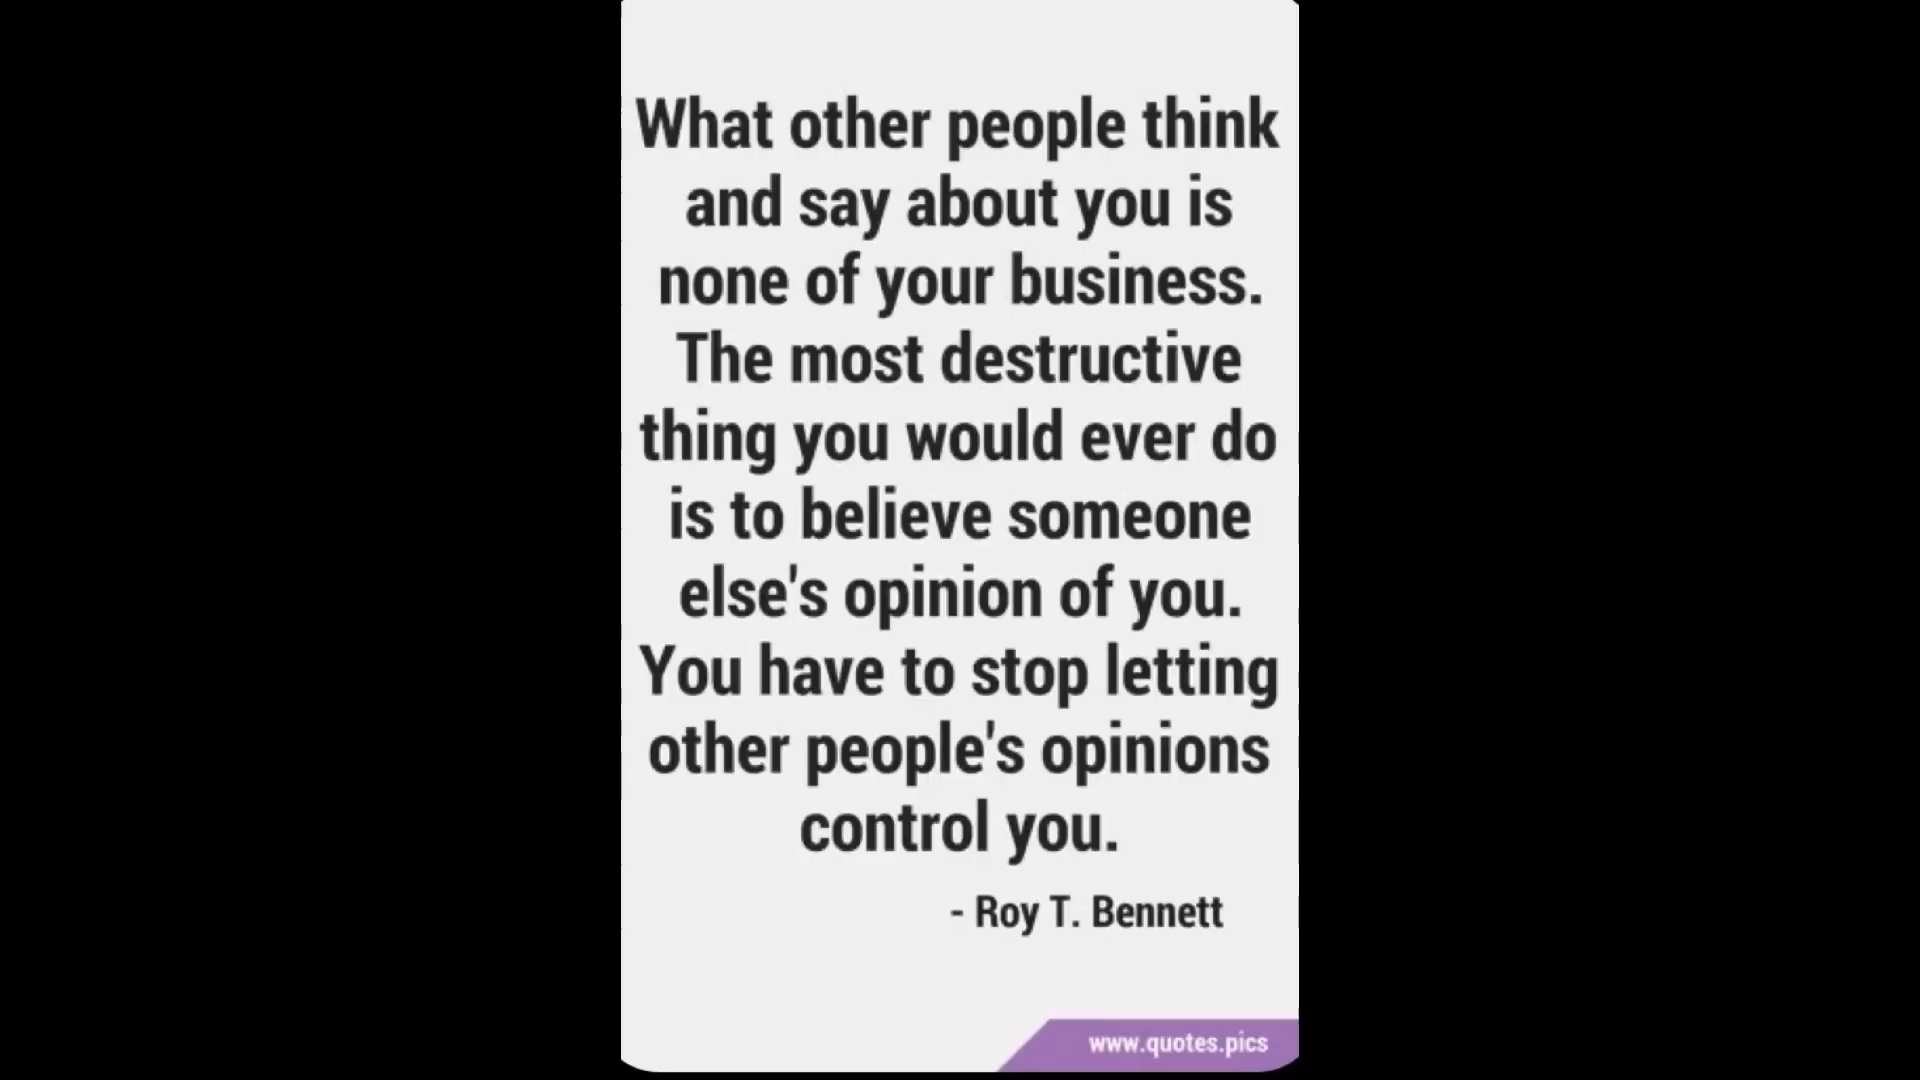 What other people think
and say about you is
none of your business.
The most destructive
thing you would ever do
is to believe someone
else's opinion of you.
You have to stop letting
other people's opinions
control you.
- Roy T. Bennett
www.quotes.pics